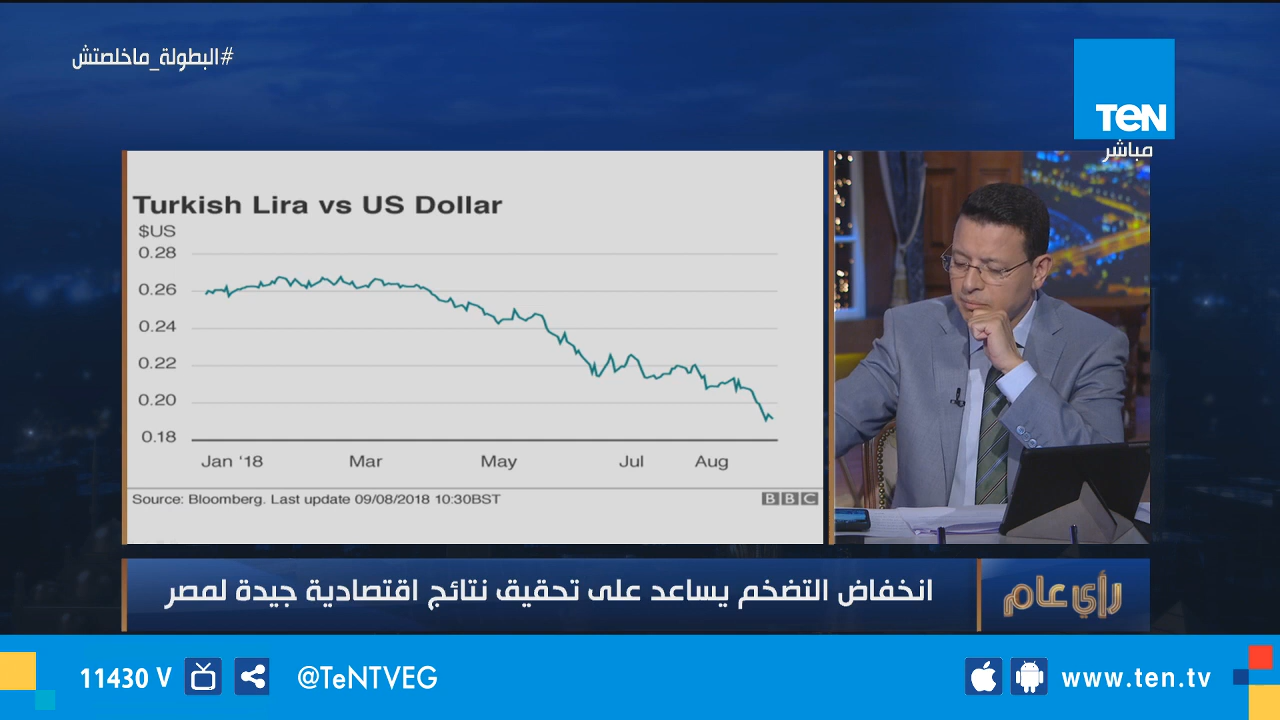 #البطولة_ماخلصتش
TEN
مباشر
Turkish Lira vs US Dollar
$US
0.28
0.26
0.24
0.22
0.20
0.18
Jan ‘18 Mar May Jul Aug
Source: Bloomberg. Last update 09/08/2018 10:30BST
BBC
رأي عام
انخفاض التضخم يساعد على تحقيق نتائج اقتصادية جيدة لمصر
11430 V @TeNTVEG www.ten.tv